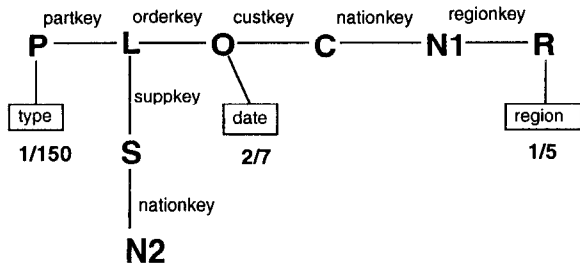 partkey orderkey custkey nationkey regionkey
P L O C N1 R
suppkey
type date region
1/150 S 2/7 1/5
nationkey
N2